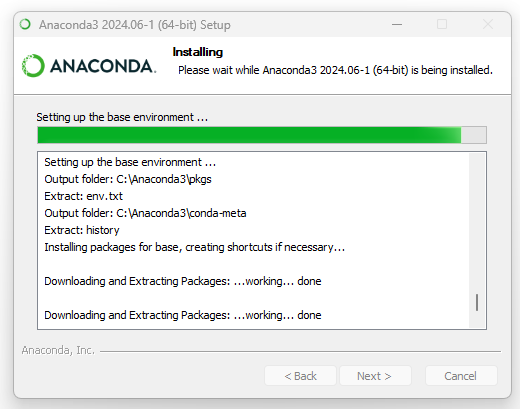 Anaconda3 2024.06-1 (64-bit) Setup
Installing
Please wait while Anaconda3 2024.06-1 (64-bit) is being installed.
ANACONDA.
Setting up the base environment ...
Setting up the base environment ...
Output folder: C:\Anaconda3\pkgs
Extract: env.txt
Output folder: C:\Anaconda3\conda-meta
Extract: history
Installing packages for base, creating shortcuts if necessary...
Downloading and Extracting Packages: ...working... done
Downloading and Extracting Packages: ...working... done
Anaconda, Inc.
< Back
Next >
Cancel